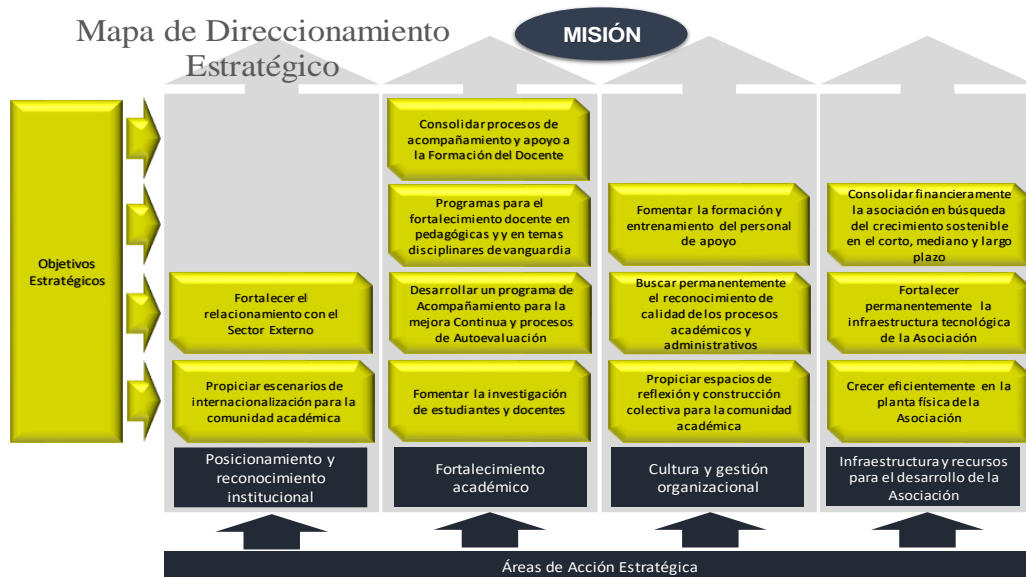 Mapa de Direccionamiento
Estratégico
MISIÓN
Objetivos
Estratégicos
Consolidar procesos de
acompañamiento y apoyo a
la Formación del Docente
Programas para el
fortalecimiento docente en
pedagógicas y y en temas
disciplinares de vanguardia
Fomentar la formación y
entrenamiento del personal
de apoyo
Consolidar financieramente
la asociación en búsqueda
del crecimiento sostenible
en el corto, mediano y largo
plazo
Fortalecer el
relacionamiento con el
Sector Externo
Desarrollar un programa de
Acompañamiento para la
mejora Continua y procesos
de Autoevaluación
Buscar permanentemente
el reconocimiento de
calidad de los procesos
académicos y
administrativos
Fortalecer
permanentemente la
infraestructura tecnológica
de la Asociación
Propiciar escenarios de
internacionalización para la
comunidad académica
Fomentar la investigación
de estudiantes y docentes
Propiciar espacios de
reflexión y construcción
colectiva para la comunidad
académica
Crecer eficientemente en la
planta física de la
Asociación
Posicionamiento y
reconocimiento
institucional
Fortalecimiento
académico
Cultura y gestión
organizacional
Infraestructura y recursos
para el desarrollo de la
Asociación
Áreas de Acción Estratégica